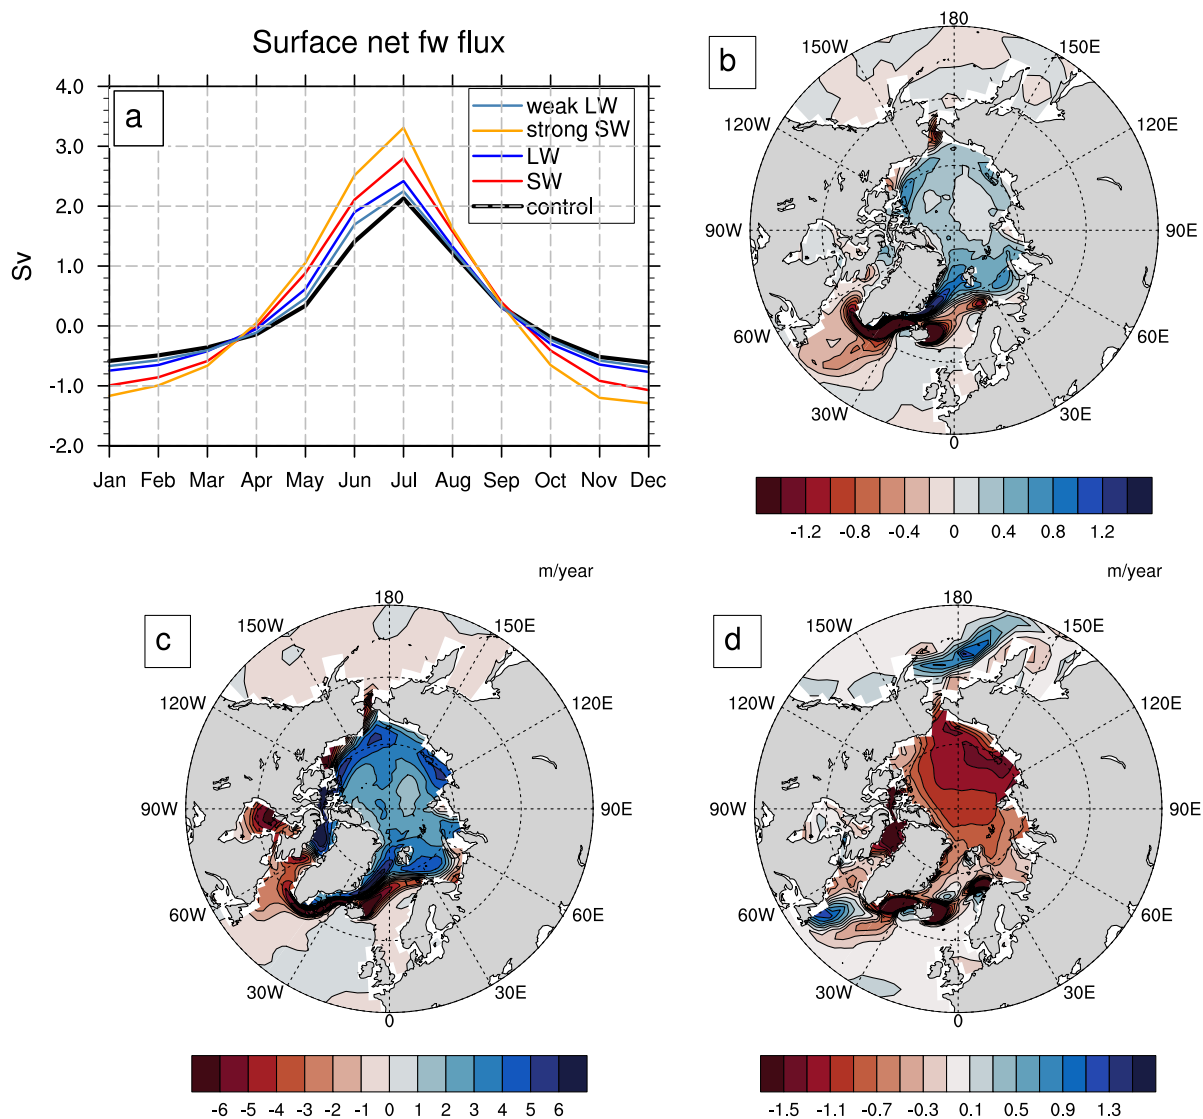 Surface net fw flux
a
weak LW
strong SW
LW
SW
control
Sv
4.0
3.0
2.0
1.0
0.0
-1.0
-2.0
Jan Feb Mar Apr May Jun Jul Aug Sep Oct Nov Dec
b
180
150W 150E
120W 120E
90W 90E
60W 60E
30W 30E
0
-1.2 -0.8 -0.4 0 0.4 0.8 1.2
m/year
c
180
150W 150E
120W 120E
90W 90E
60W 60E
30W 30E
0
-6 -5 -4 -3 -2 -1 0 1 2 3 4 5 6
m/year
d
180
150W 150E
120W 120E
90W 90E
60W 60E
30W 30E
0
-1.5 -1.1 -0.7 -0.3 0.1 0.5 0.9 1.3